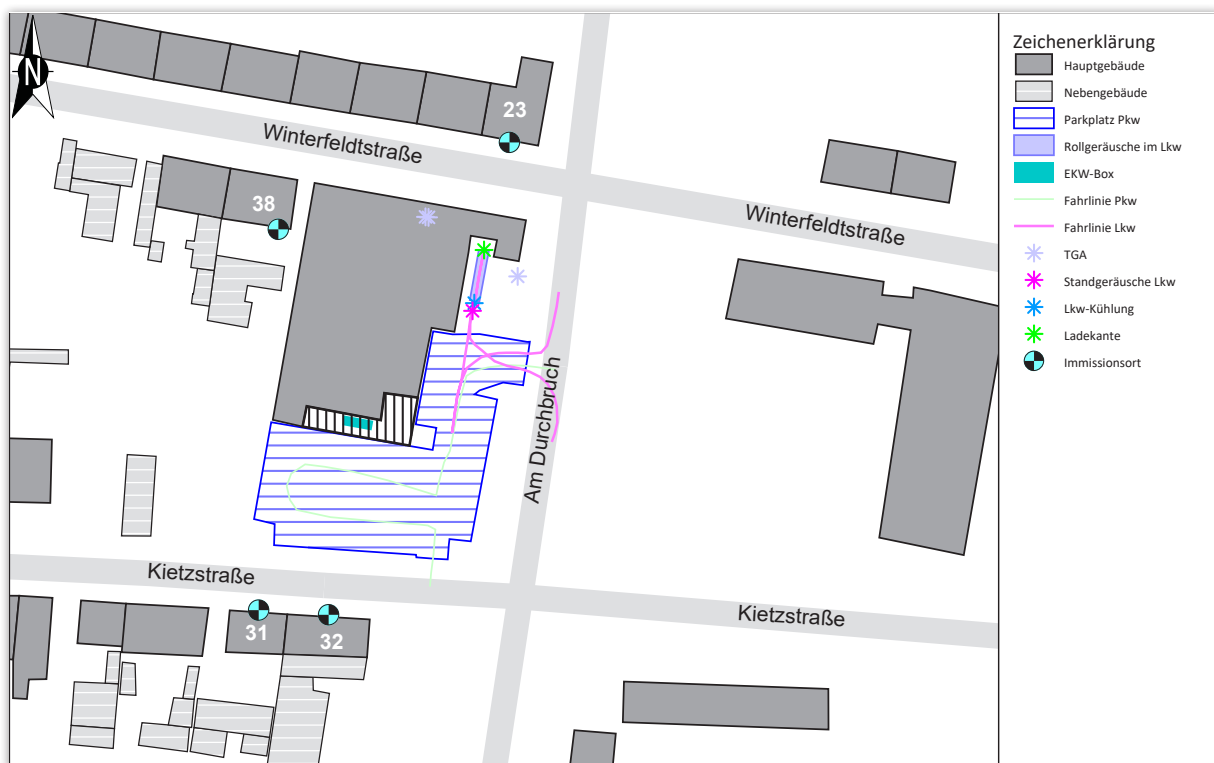 N
23
Winterfeldtstraße
38
Winterfeldtstraße
Am Durchbruch
Kietzstraße
Kietzstraße
31
32
Zeichenerklärung
Hauptgebäude
Nebengebäude
Parkplatz Pkw
Rollgeräusche im Lkw
EKW-Box
Fahrlinie Pkw
Fahrlinie Lkw
TGA
Standgeräusche Lkw
Lkw-Kühlung
Ladekante
Immissionsort